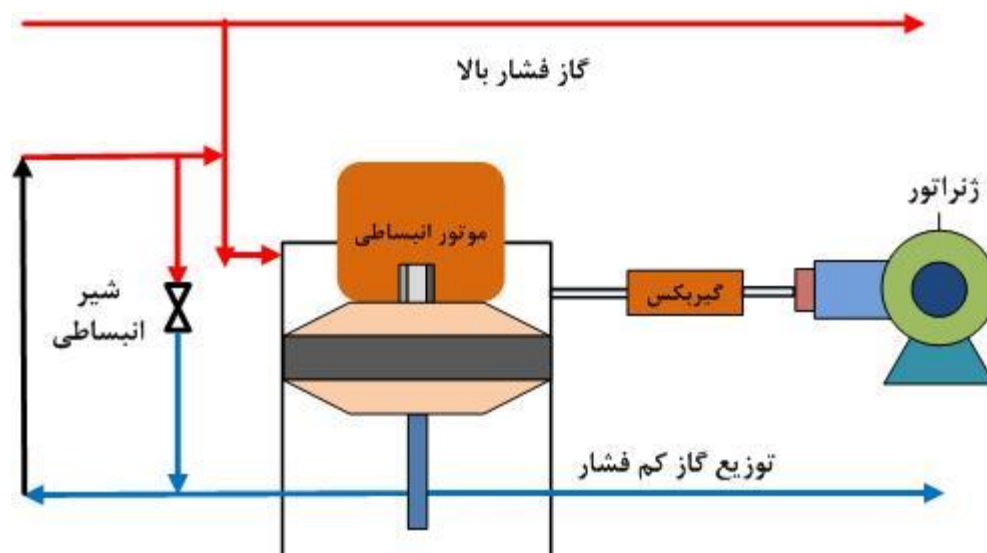 گاز فشار بالا
ژنراتور
موتور انبساطی
گیربکس
شیر
انبساطی
توزیع گاز کم فشار